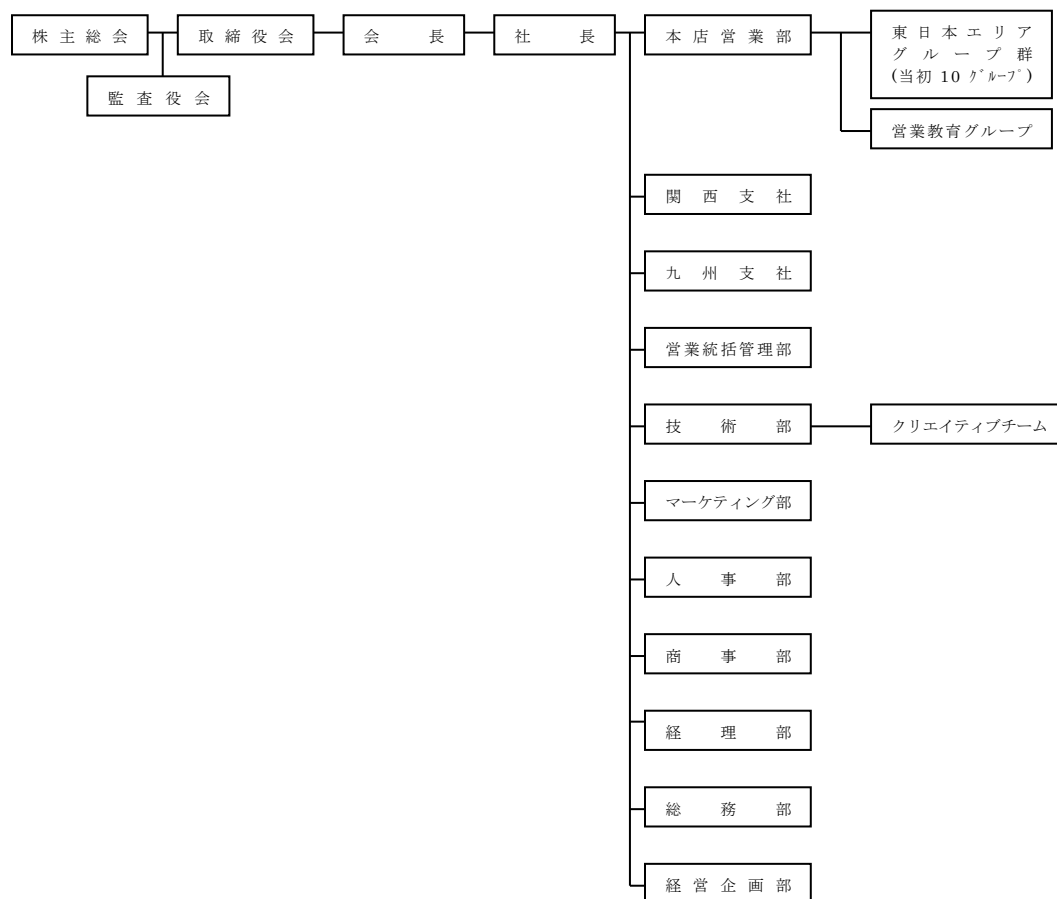 株主総会
取締役会
会長
社長
本店営業部
東日本エリア
グループ群
(当初 10 ｸﾞﾙｰﾌﾟ)
監査役会
営業教育グループ
関西支社
九州支社
営業統括管理部
技術部
クリエイティブチーム
マーケティング部
人事部
商事部
経理部
総務部
経営企画部